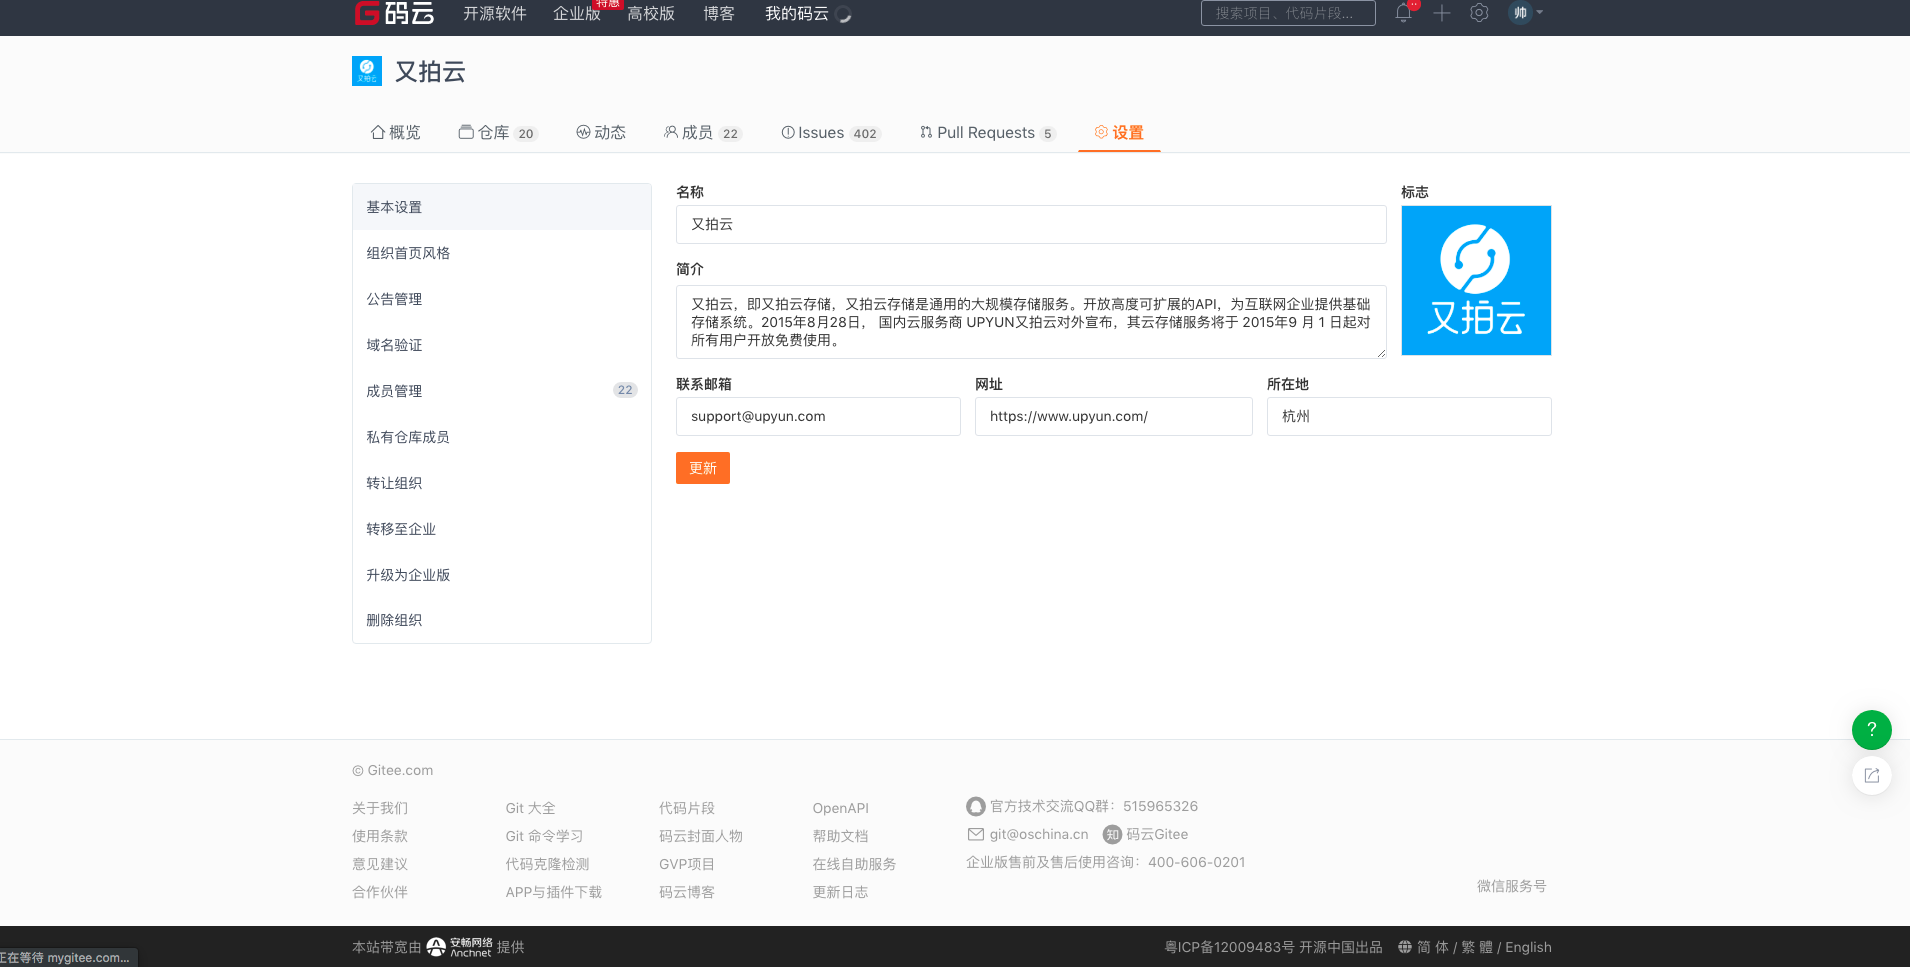 码云
开源软件
企业版
特惠
高校版
博客
我的码云
搜索项目、代码片段...
帅
又拍云
又拍云
概览
仓库 20
动态
成员 22
Issues 402
Pull Requests 5
设置
基本设置
组织首页风格
公告管理
域名验证
成员管理 22
私有仓库成员
转让组织
转移至企业
升级为企业版
删除组织
名称
又拍云
简介
又拍云，即又拍云存储，又拍云存储是通用的大规模存储服务。开放高度可扩展的API，为互联网企业提供基础
存储系统。2015年8月28日， 国内云服务商 UPYUN又拍云对外宣布，其云存储服务将于 2015年9 月 1 日起对
所有用户开放免费使用。
标志
又拍云
联系邮箱
support@upyun.com
网址
https://www.upyun.com/
所在地
杭州
更新
?
© Gitee.com
关于我们
使用条款
意见建议
合作伙伴
Git 大全
Git 命令学习
代码克隆检测
APP与插件下载
代码片段
码云封面人物
GVP项目
码云博客
OpenAPI
帮助文档
在线自助服务
更新日志
官方技术交流QQ群：515965326
git@oschina.cn 知 码云Gitee
企业版售前及售后使用咨询：400-606-0201
微信服务号
本站带宽由 安畅网络 Anchnet 提供
粤ICP备12009483号 开源中国出品 简 体 / 繁 體 / English
正在等待 mygitee.com...